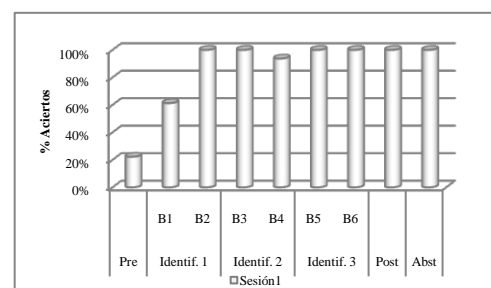 % Aciertos
100%
80%
60%
40%
20%
0%
B1 B2 B3 B4 B5 B6
Pre Identif. 1 Identif. 2 Identif. 3 Post Abst
Sesión1